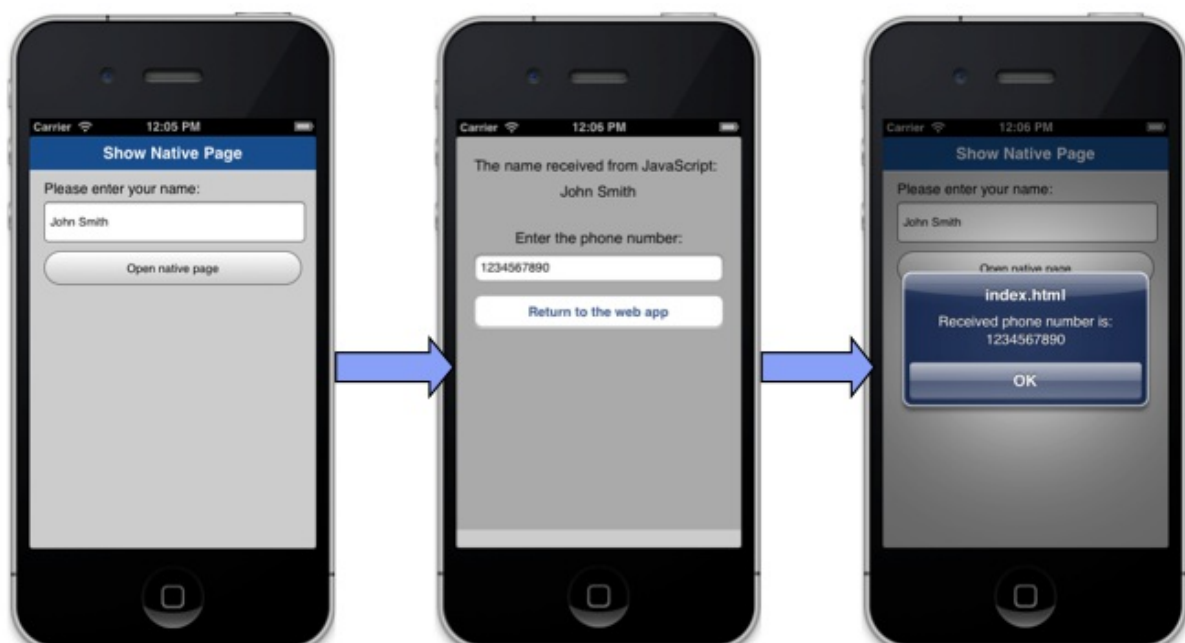 Carrier 12:05 PM
Show Native Page
Please enter your name:
John Smith
Open native page
Carrier 12:06 PM
The name received from JavaScript:
John Smith
Enter the phone number:
1234567890
Return to the web app
Carrier 12:06 PM
Show Native Page
Please enter your name:
John Smith
Open native page
index.html
Received phone number is:
1234567890
OK